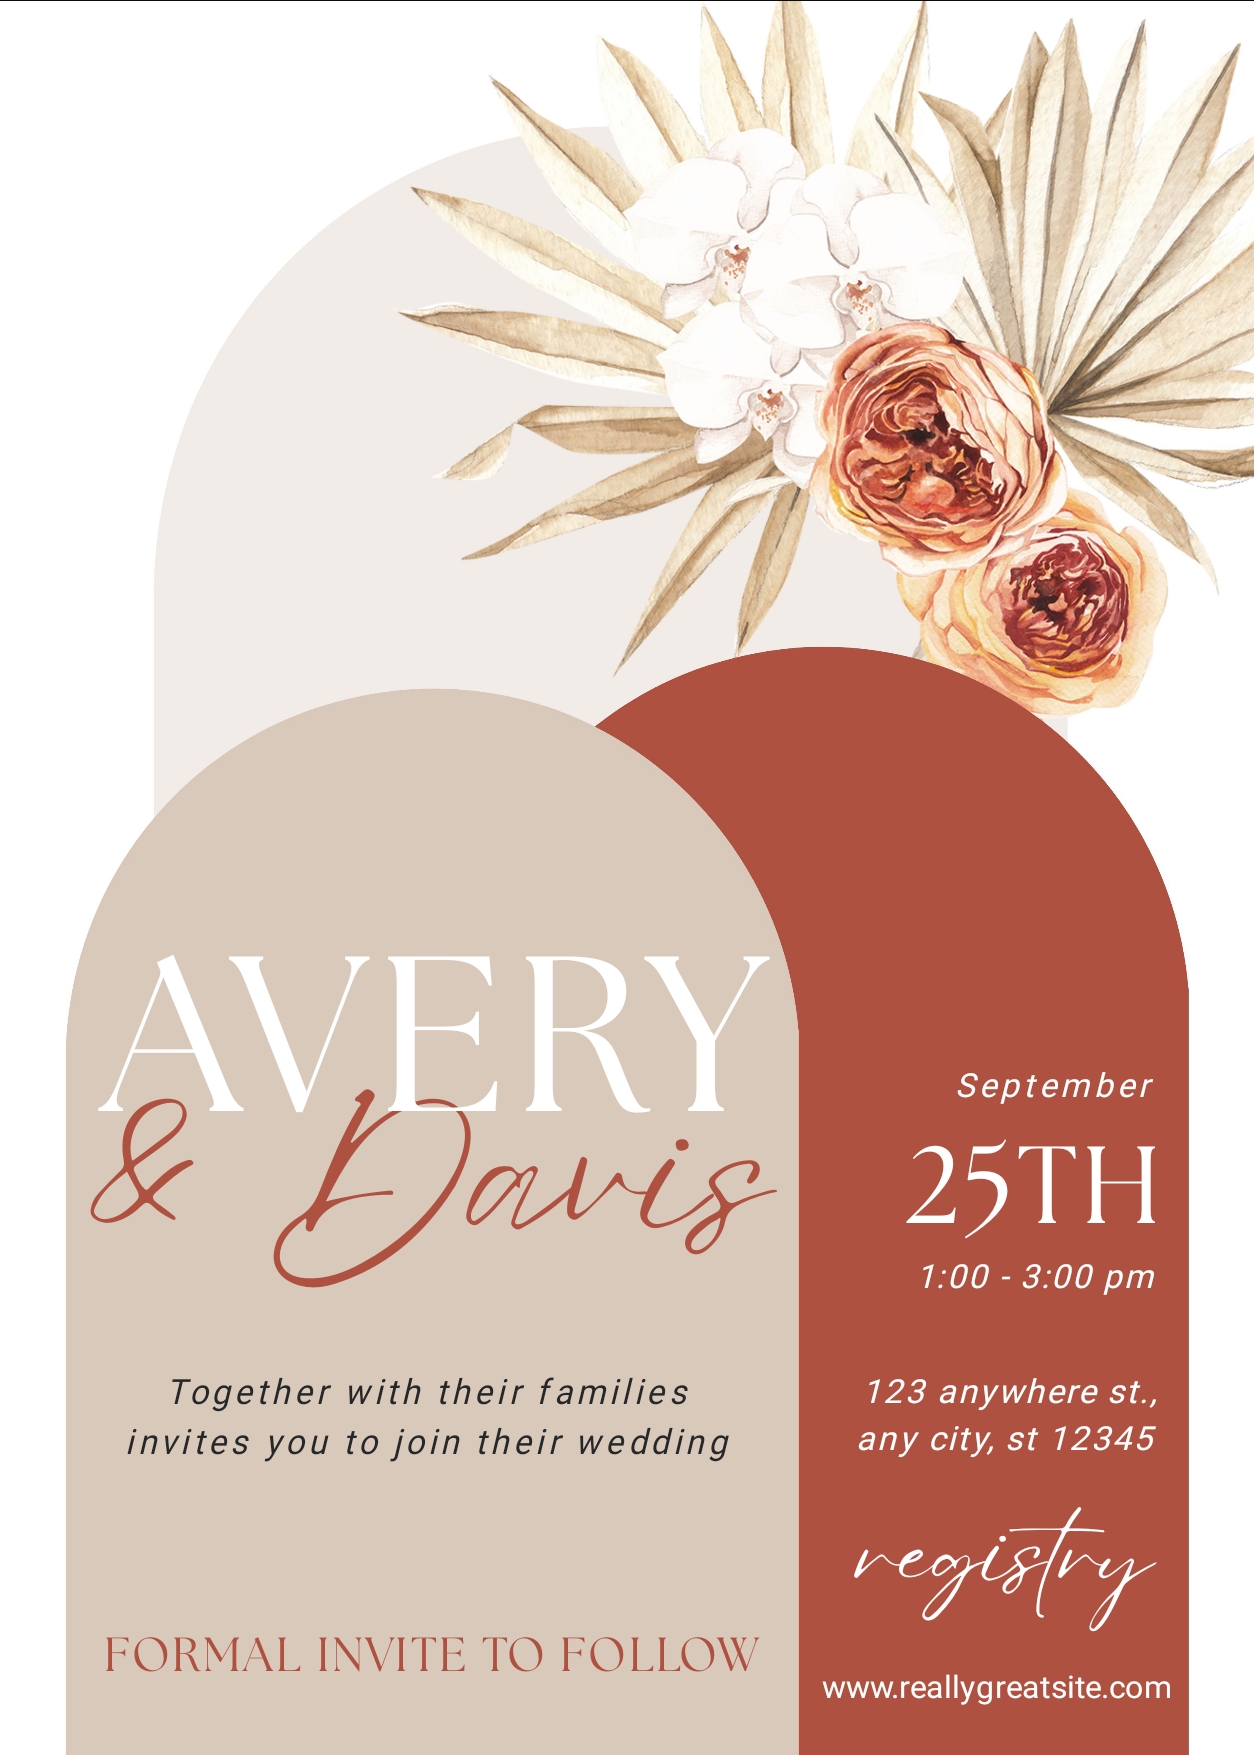 AVERY
& Davis
Together with their families
invites you to join their wedding
FORMAL INVITE TO FOLLOW
September
25TH
1:00 - 3:00 pm
123 anywhere st.,
any city, st 12345
registry
www.reallygreatsite.com